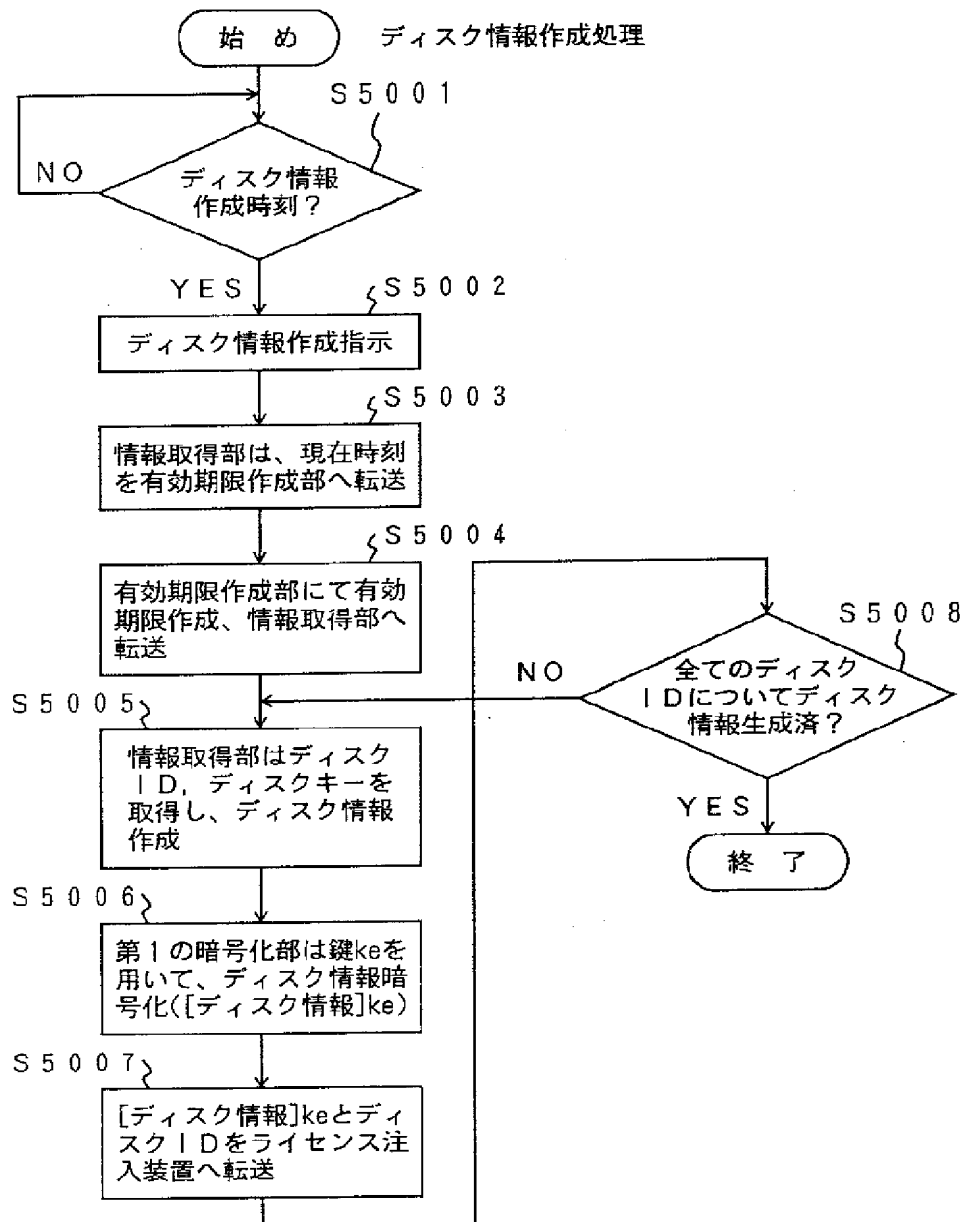 始 め
ディスク情報作成処理
S5001
ディスク情報
作成時刻?
NO
YES
S5002
ディスク情報作成指示
S5003
情報取得部は、現在時刻
を有効期限作成部へ転送
S5004
有効期限作成部にて有効
期限作成、情報取得部へ
転送
S5005
情報取得部はディスク
ID, ディスクキーを
取得し、ディスク情報
作成
S5006
第1の暗号化部は鍵keを
用いて、ディスク情報暗
号化([ディスク情報]ke)
S5007
[ディスク情報]keとディ
スクIDをライセンス注
入装置へ転送
S5008
全てのディスク
IDについてディスク
情報生成済?
NO
YES
終 了